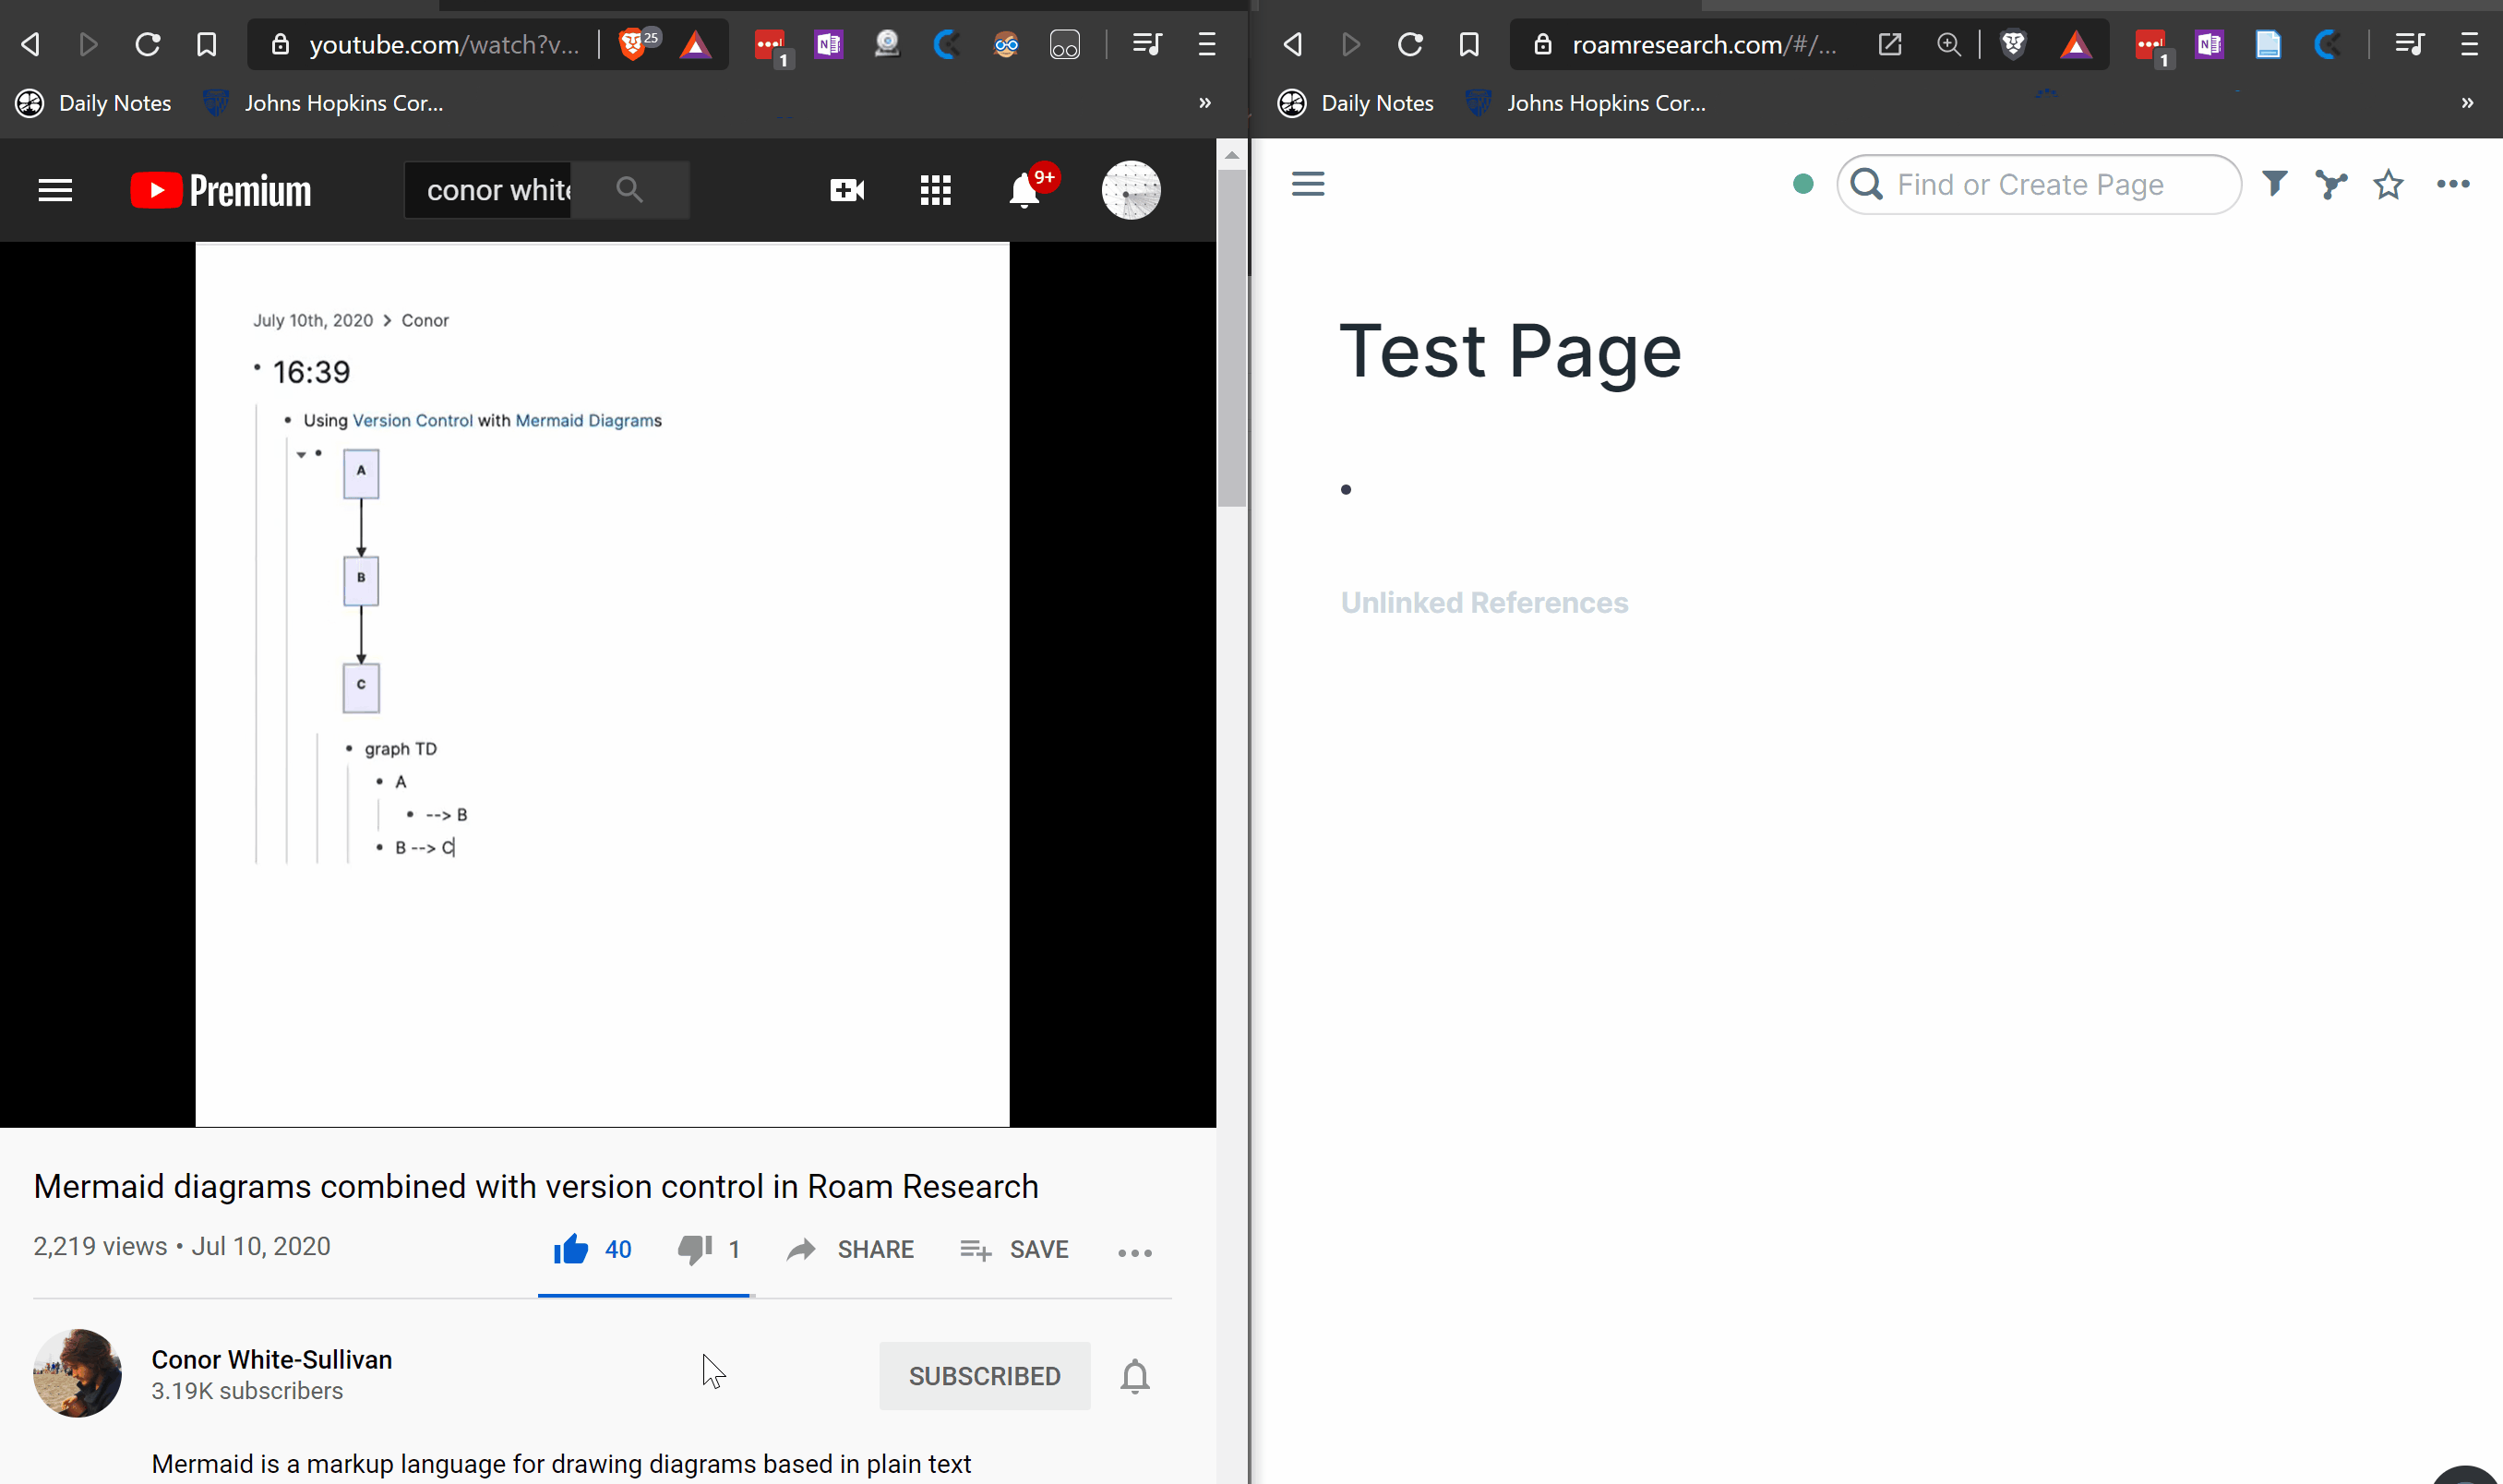 youtube.com/watch?v...
25
1
Daily Notes
Johns Hopkins Cor...
»
Premium
conor white
9+
July 10th, 2020 > Conor
16:39
Using Version Control with Mermaid Diagrams
A
B
C
graph TD
A
--> B
B --> C
Mermaid diagrams combined with version control in Roam Research
2,219 views • Jul 10, 2020
40
1
SHARE
SAVE
Conor White-Sullivan
3.19K subscribers
SUBSCRIBED
Mermaid is a markup language for drawing diagrams based in plain text
roamresearch.com/#/...
1
Daily Notes
Johns Hopkins Cor...
»
Find or Create Page
Test Page
Unlinked References